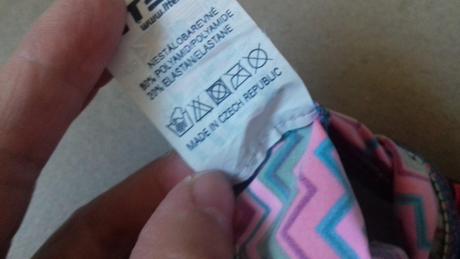 NESTÁLOBAREVNÉ
80% POLYAMID/POLYAMIDE
20% ELASTAN/ELASTANE
MADE IN CZECH REPUBLIC